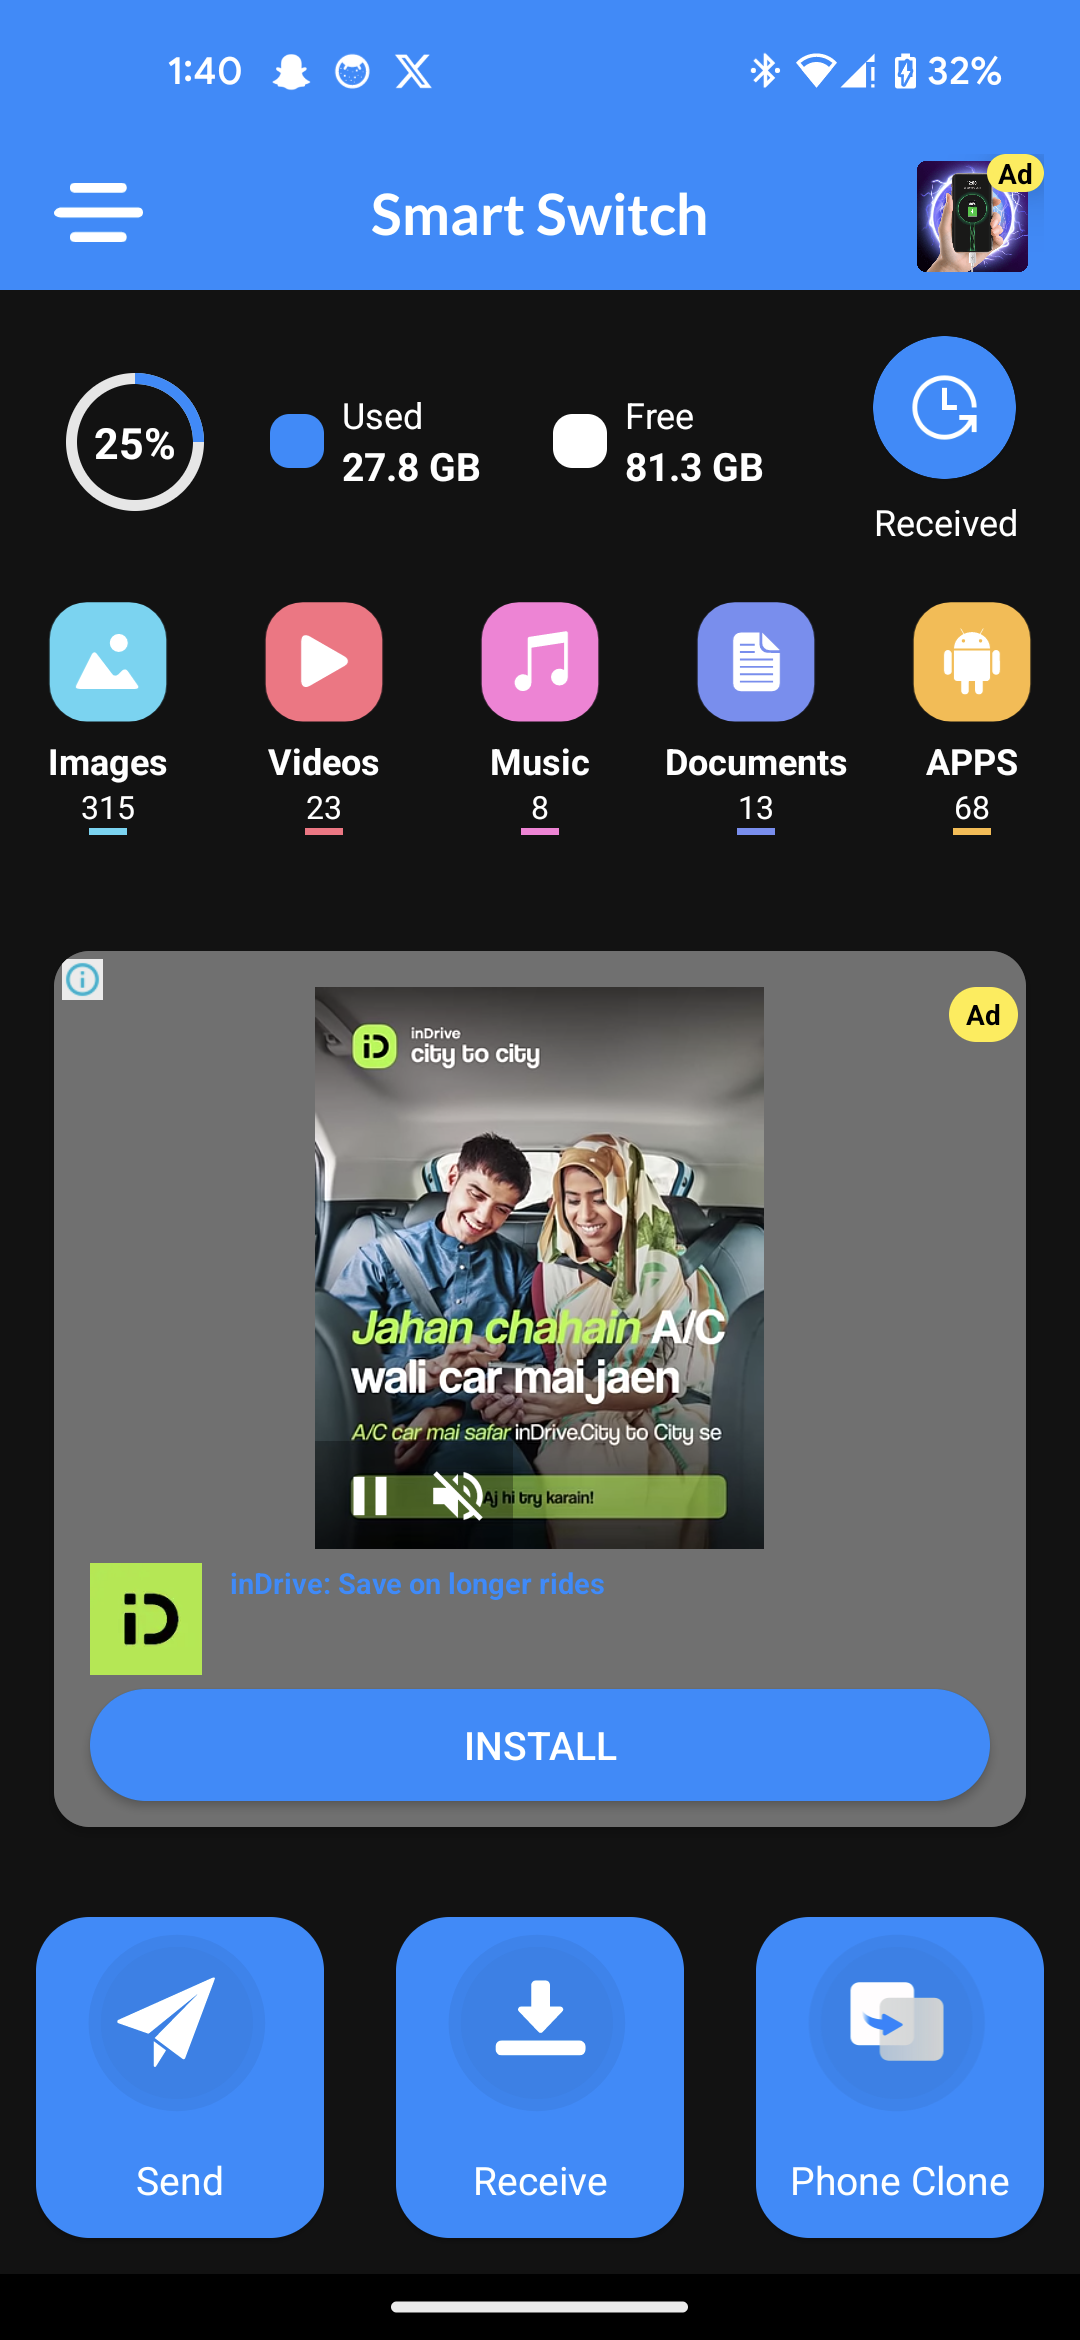 1:40
32%
Smart Switch
Ad
25%
Used
27.8 GB
Free
81.3 GB
Received
Images
315
Videos
23
Music
8
Documents
13
APPS
68
Ad
inDrive
city to city
Jahan chahain A/C
wali car mai jaen
A/C car mai safar inDrive.City to City se
Aj hi try karain!
iD
inDrive: Save on longer rides
INSTALL
Send
Receive
Phone Clone